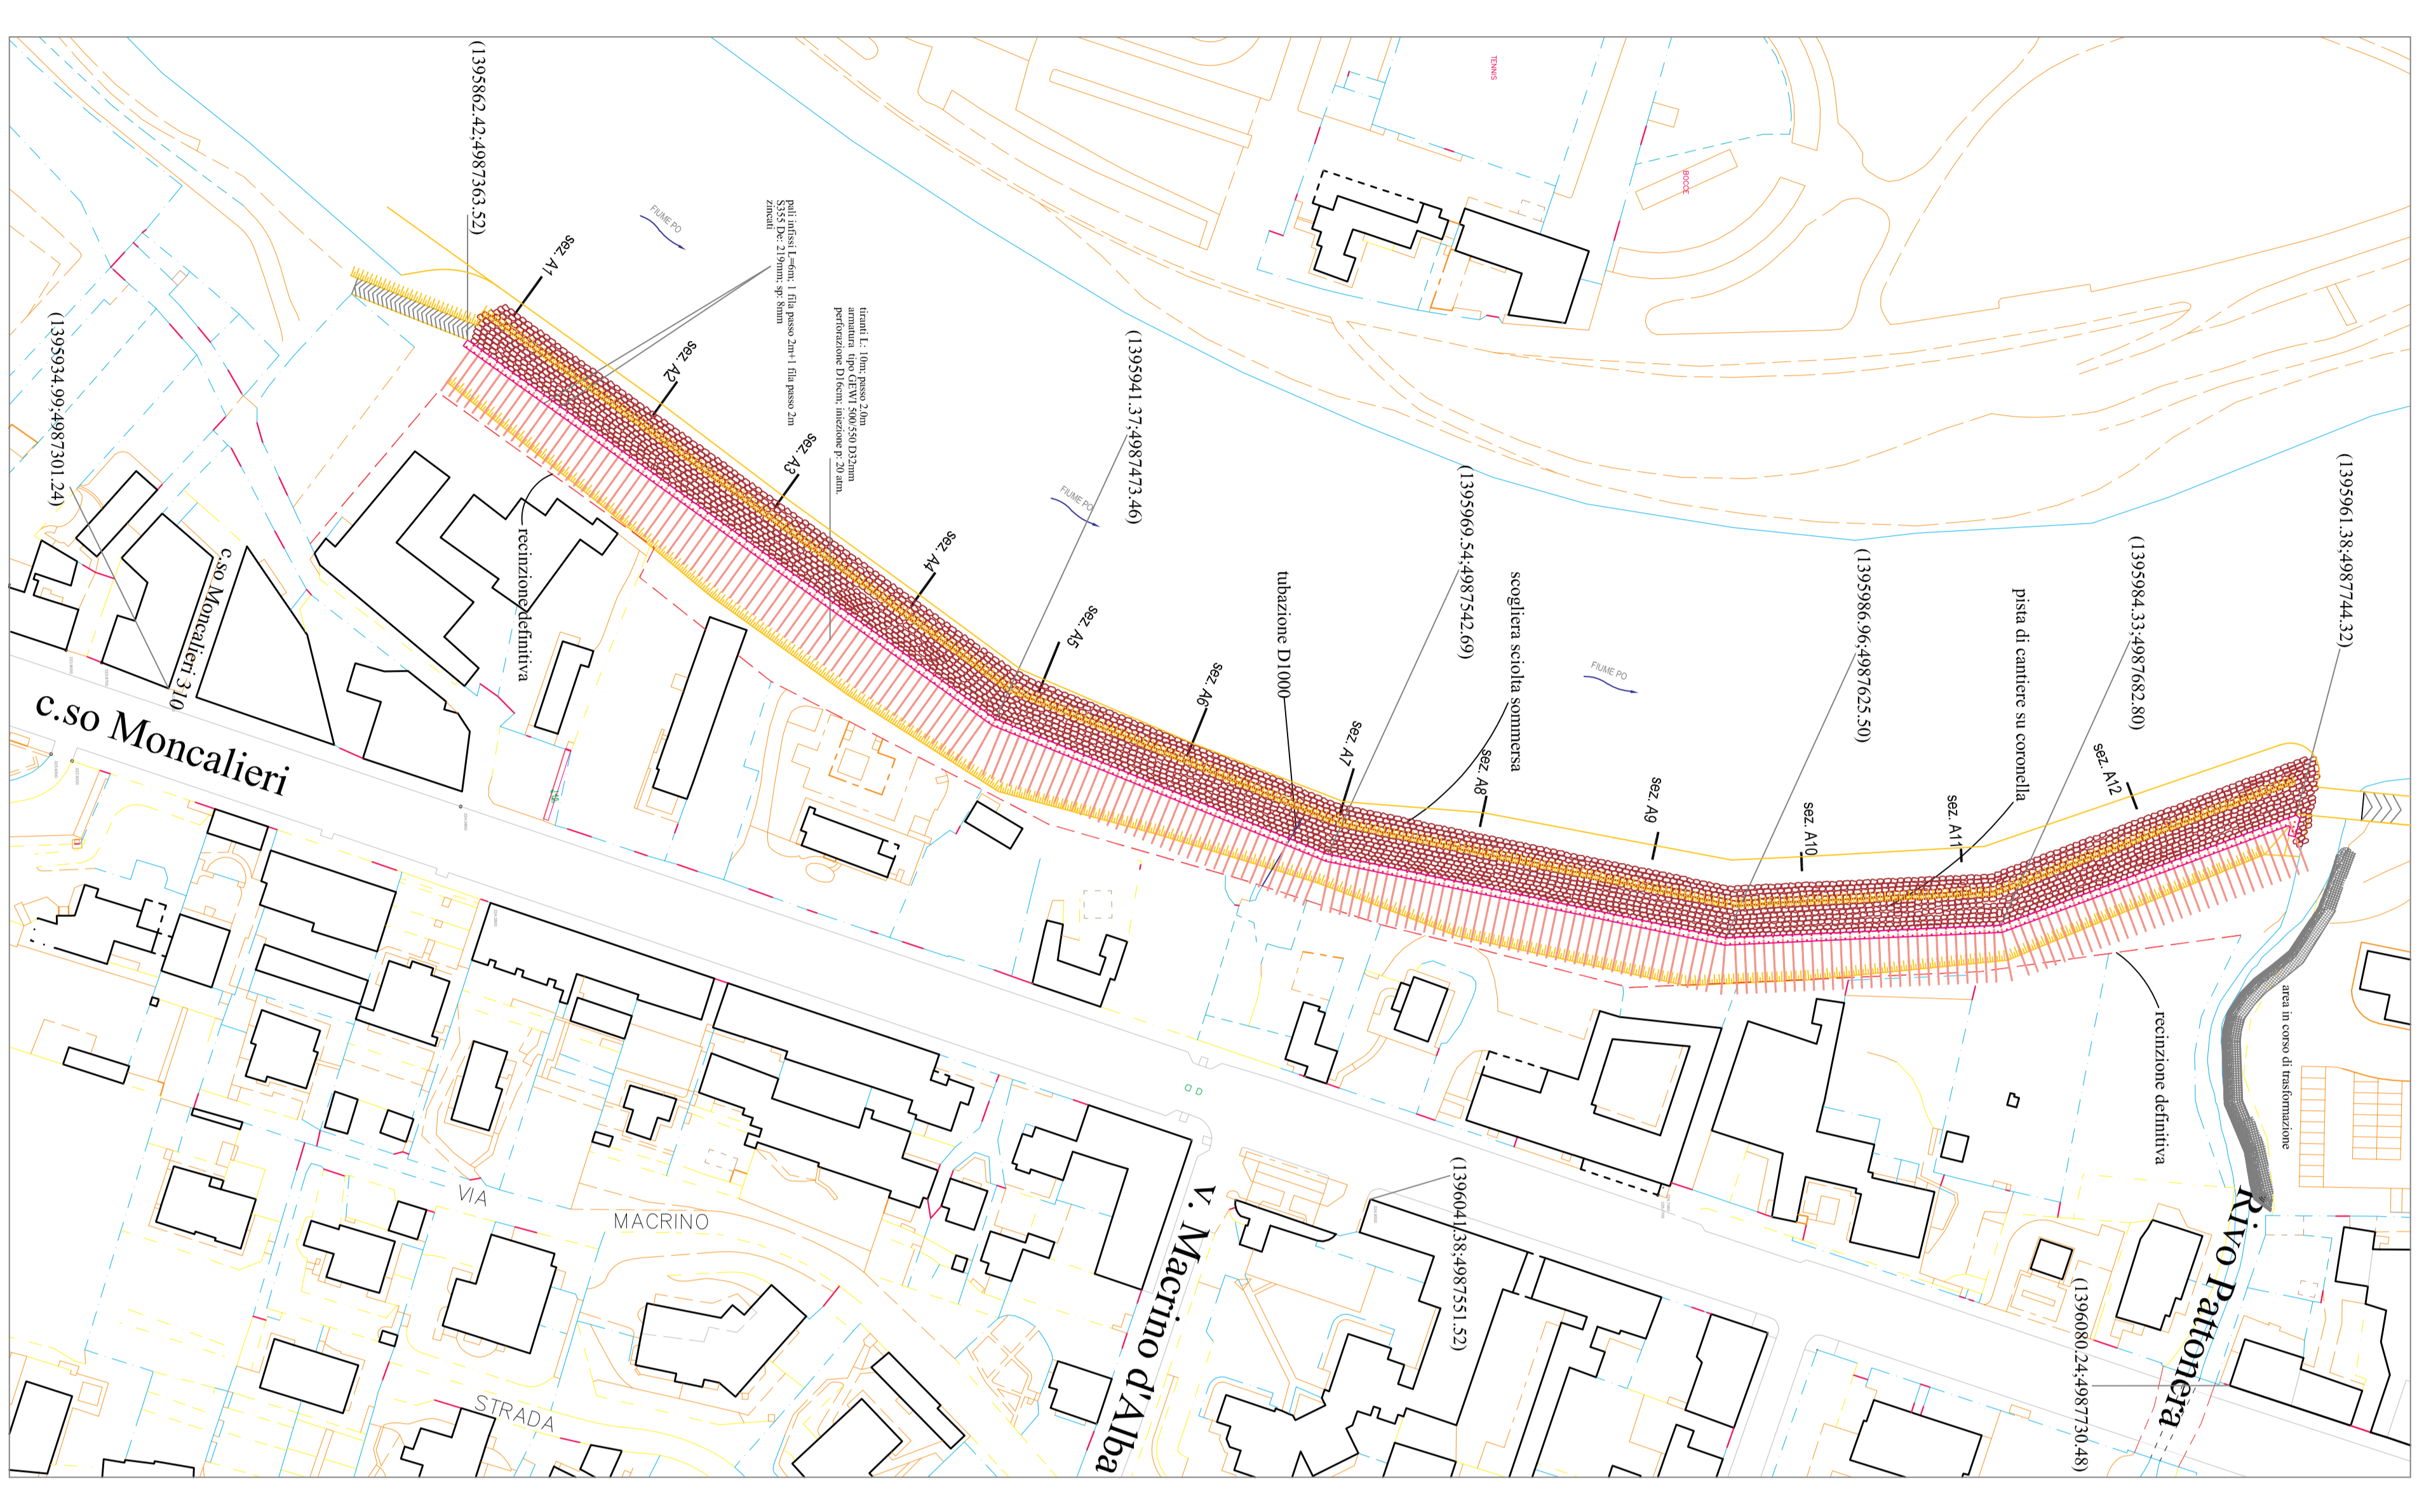 (1395862.42;4987363.52)
(1395934.99;4987301.24)
sez. A1
sez. A2
sez. A3
sez. A4
sez. A5
sez. A6
sez. A7
sez. A8
sez. A9
sez. A10
sez. A11
sez. A12
FIUME PO
pali infissi L=6m; 1 fila passo 2m+1 fila passo 2m
S355 De: 219mm; sp: 8mm
zincati
tiranti L: 10m; passo 2.0m
armatura tipo GEWI 500/550 D32mm
perforazione D16cm; iniezione p: 20 atm.
(1395941.37;4987473.46)
FIUME PO
(1395969.54;4987542.69)
tubazione D1000
scogliera sciolta sommersa
FIUME PO
(1395986.96;4987625.50)
pista di cantiere su coronella
(1395984.33;4987682.80)
(1395961.38;4987744.32)
TENNIS
BOCCE
recinzione definitiva
c.so Moncalieri 310
c.so Moncalieri
recinzione definitiva
area in corso di trasformazione
Rivo Pattonera
(1396080.24;4987730.48)
(1396041.38;4987551.52)
v. Macrino d'Alba
VIA
MACRINO
STRADA